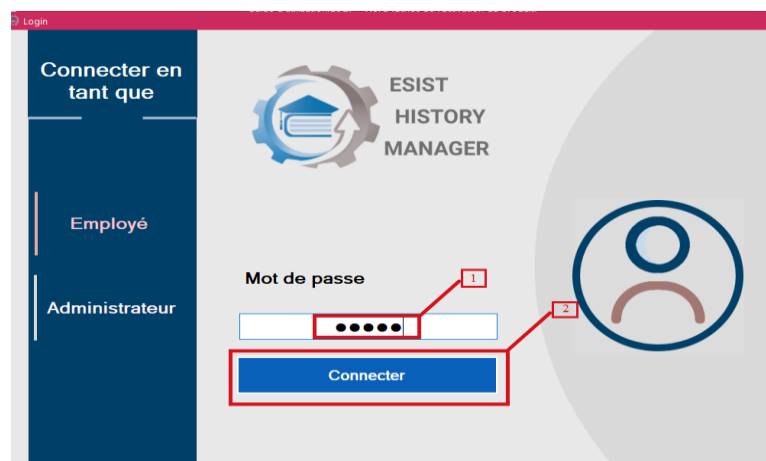 Login
Connecter en
tant que
ESIST
HISTORY
MANAGER
Employé
Mot de passe
1
Administrateur
2
Connecter